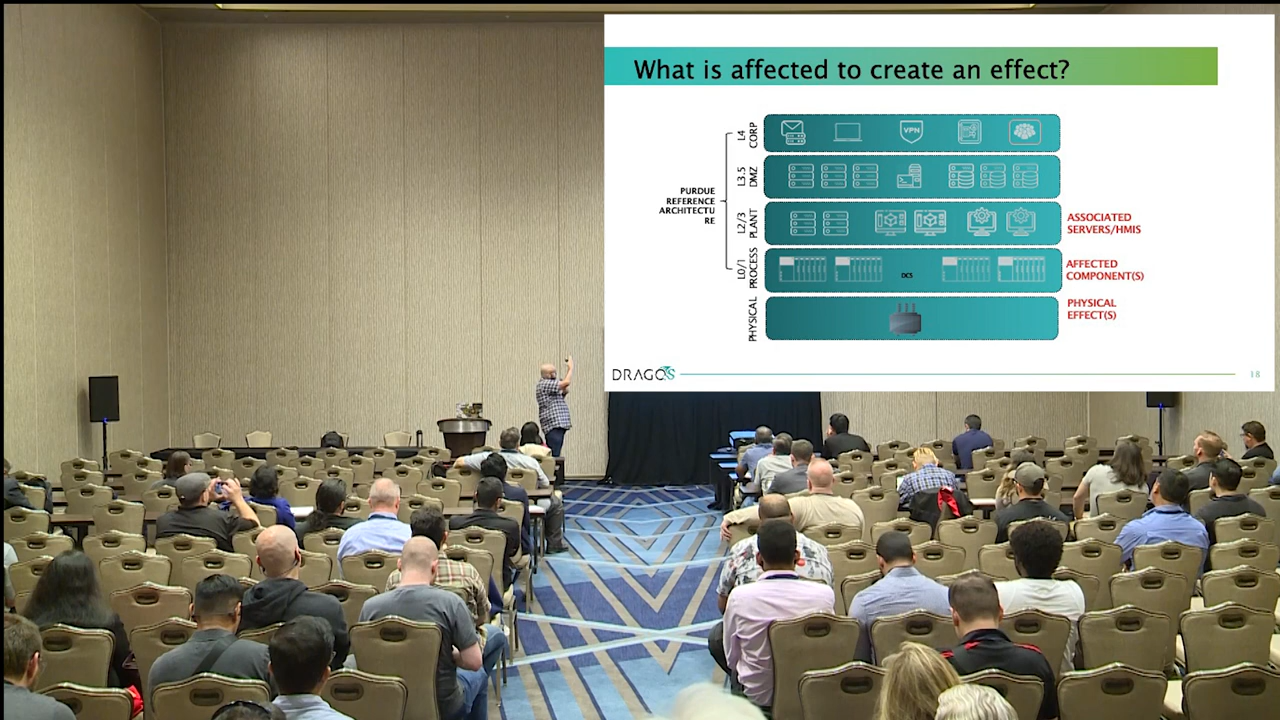 What is affected to create an effect?
L4
CORP
VPN
L3.5
DMZ
PURDUE
REFERENCE
ARCHITECTU
RE
L2/3
PLANT
ASSOCIATED
SERVERS/HMIS
L0/1
PROCESS
DCS
AFFECTED
COMPONENT(S)
PHYSICAL
PHYSICAL
EFFECT(S)
DRAGOS
18